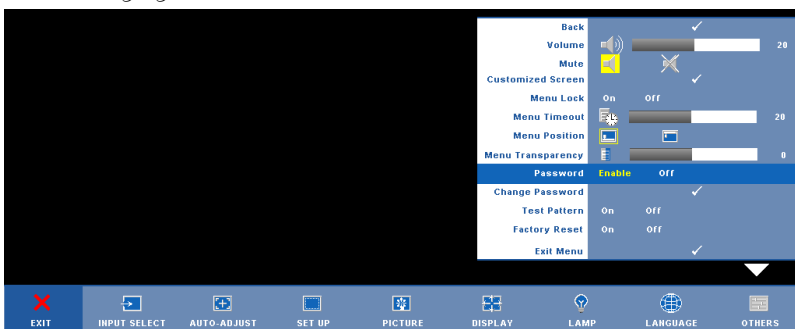 Back
Volume 20
Mute
Customized Screen
Menu Lock On Off
Menu Timeout 20
Menu Position
Menu Transparency 0
Password Enable Off
Change Password
Test Pattern On Off
Factory Reset On Off
Exit Menu
EXIT INPUT SELECT AUTO-ADJUST SET UP PICTURE DISPLAY LAMP LANGUAGE OTHERS